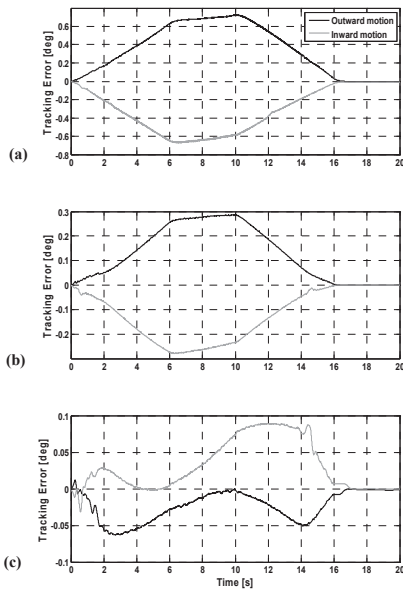 Outward motion
Inward motion
Tracking Error [deg]
0.6
0.4
0.2
0
-0.2
-0.4
-0.6
-0.8
0 2 4 6 8 10 12 14 16 18 20
(a)
Tracking Error [deg]
0.3
0.2
0.1
0
-0.1
-0.2
0 2 4 6 8 10 12 14 16 18 20
(b)
Tracking Error [deg]
0.1
0.05
0
-0.05
-0.1
0 2 4 6 8 10 12 14 16 18 20
Time [s]
(c)